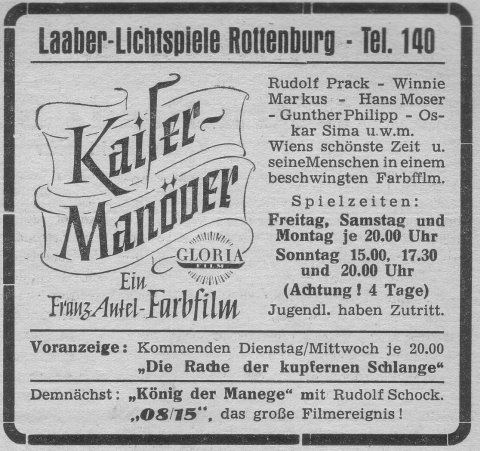 Laaber-Lichtspiele Rottenburg - Tel. 140
Kaiser-
Manöver
GLORIA
FILM
Ein
Franz Antel-Farbfilm
Rudolf Prack - Winnie
Markus - Hans Moser
- Gunther Philipp - Os-
kar Sima u.w.m.
Wiens schönste Zeit u.
seine Menschen in einem
beschwingten Farbfflm.
Spielzeiten:
Freitag, Samstag und
Montag je 20.00 Uhr
Sonntag 15.00, 17.30
und 20.00 Uhr
(Achtung! 4 Tage)
Jugendl. haben Zutritt.
Voranzeige: Kommenden Dienstag/Mittwoch je 20.00
„Die Rache der kupfernen Schlange“
Demnächst: „König der Manege“ mit Rudolf Schock.
„08/15“, das große Filmereignis!